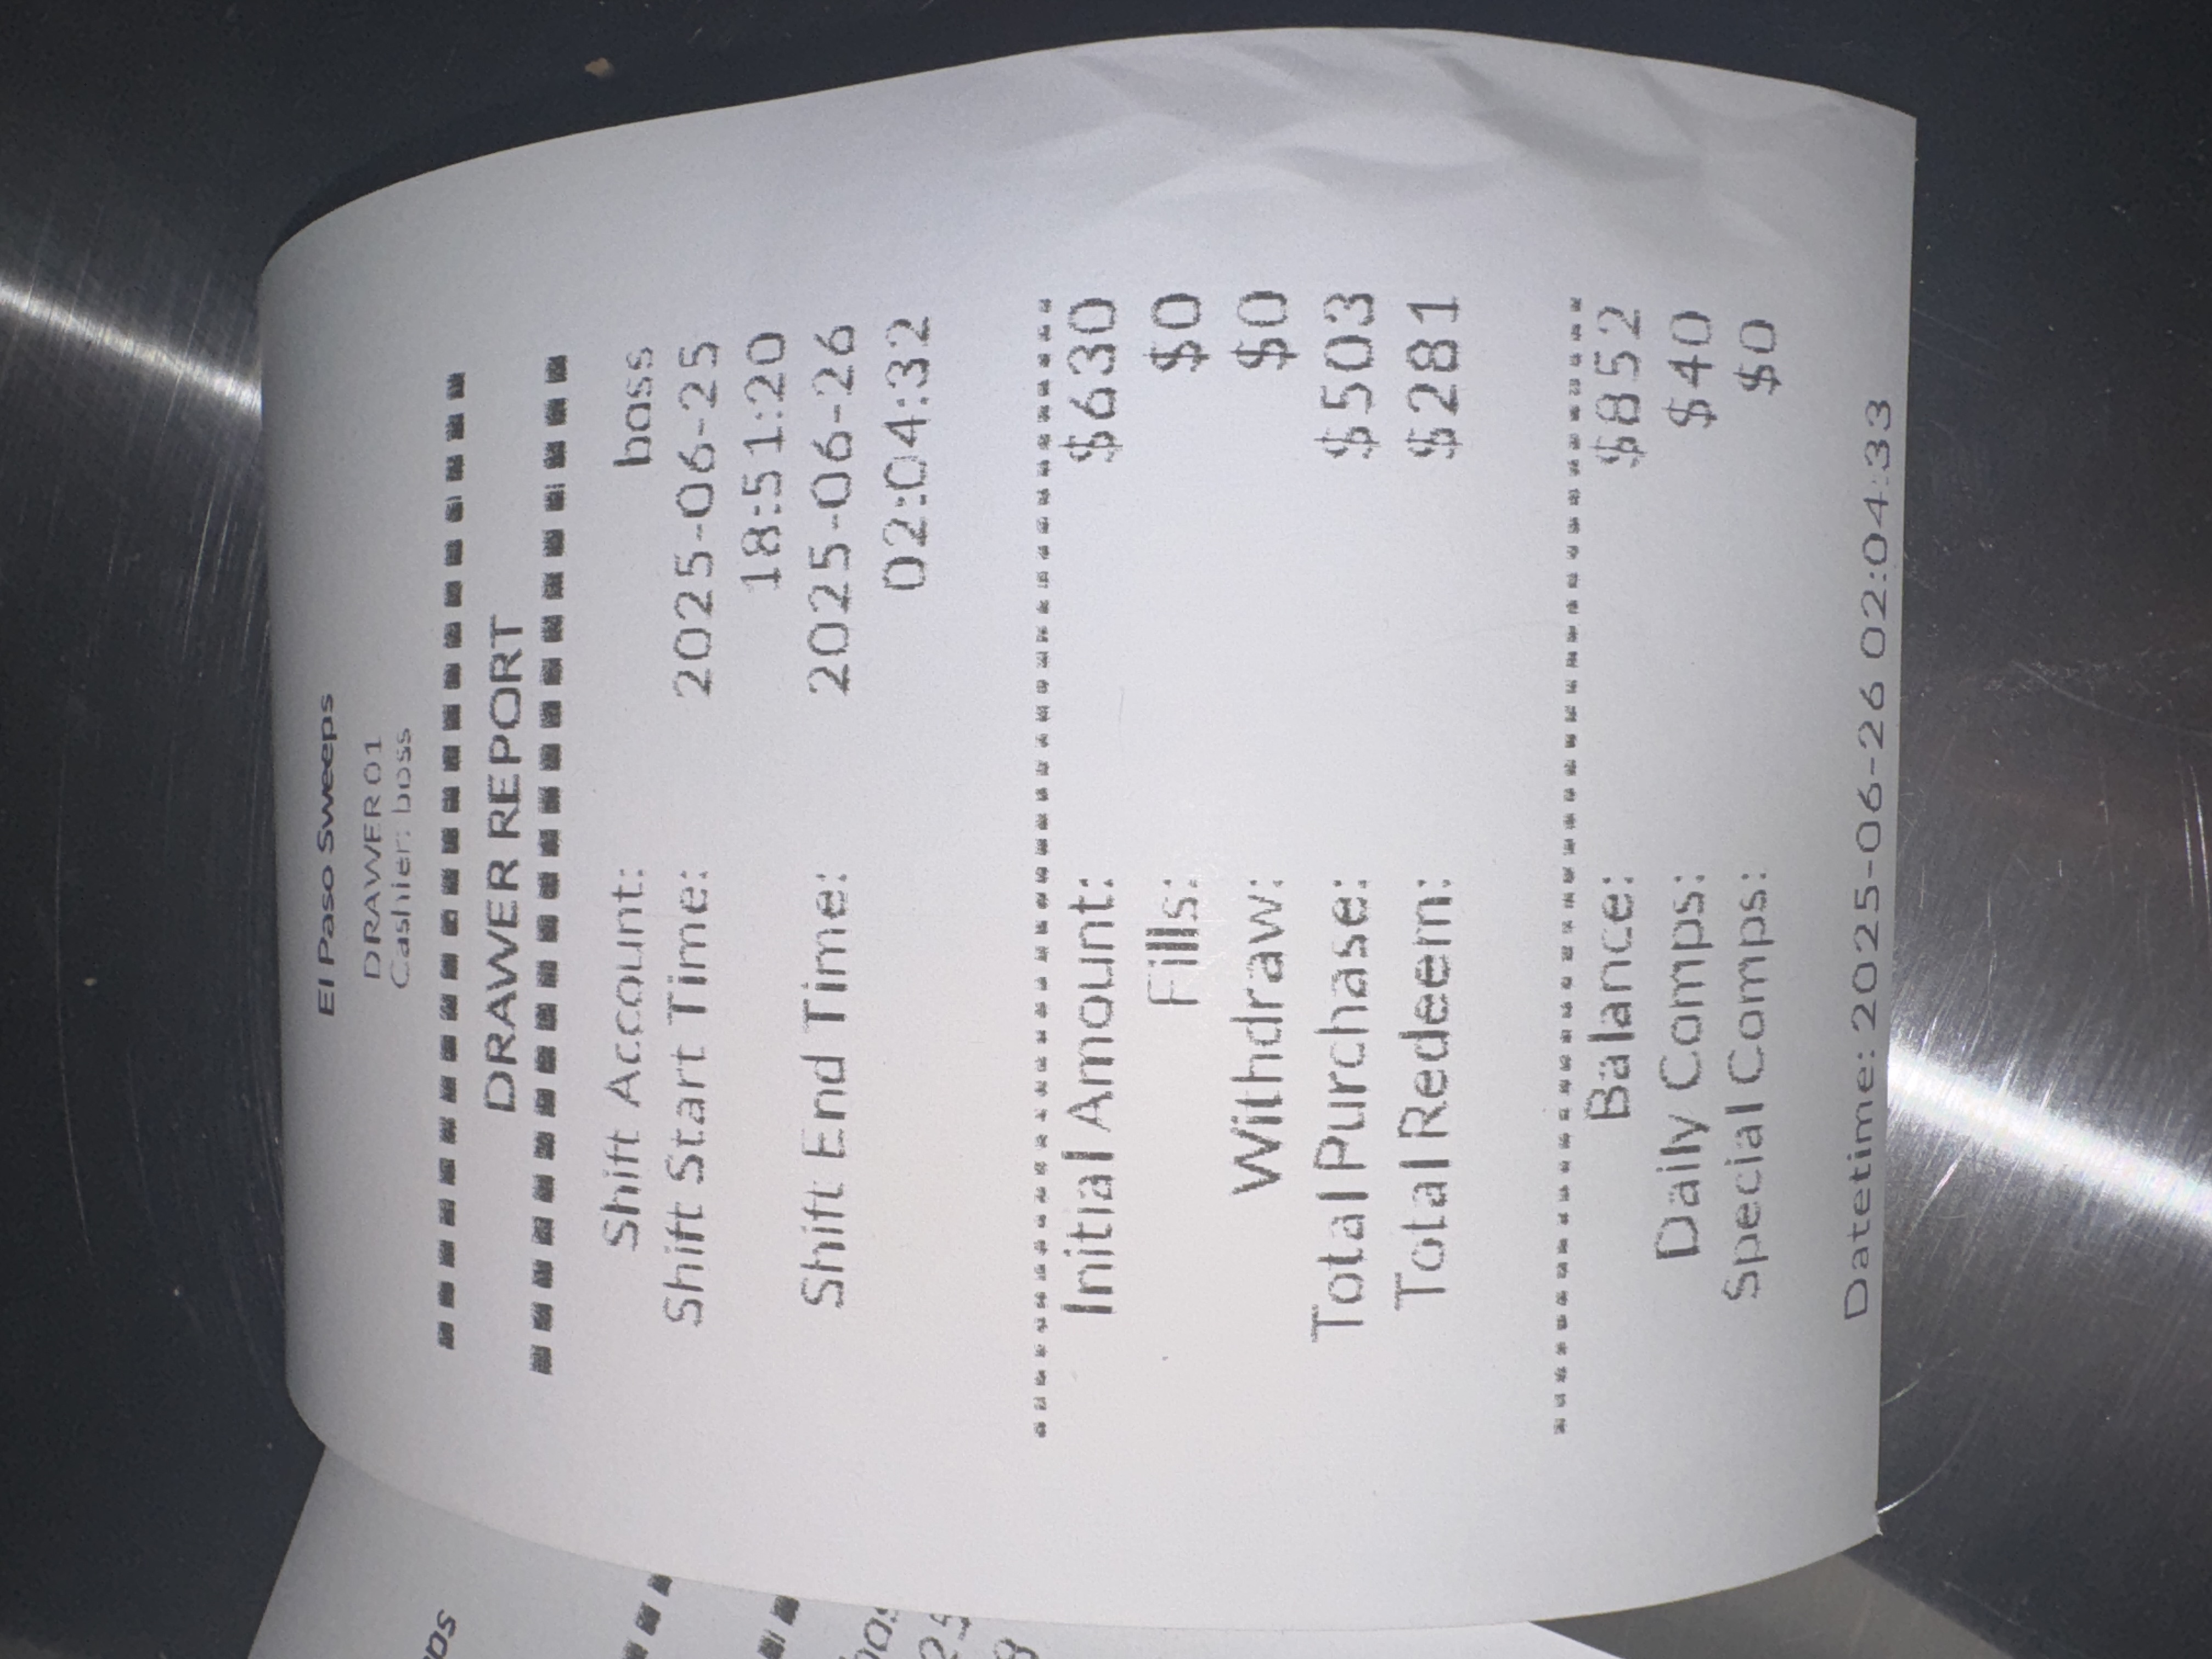 El Paso Sweeps
DRAWER 01
Cashier: boss
DRAWER REPORT
Shift Account: boss
Shift Start Time: 2025-06-25
18:51:20
Shift End Time: 2025-06-26
02:04:32
Initial Amount: $630
Fills: $0
Withdraw: $0
Total Purchase: $503
Total Redeem: $281
Balance: $852
Daily Comps: $40
Special Comps: $0
Datetime: 2025-06-26 02:04:33